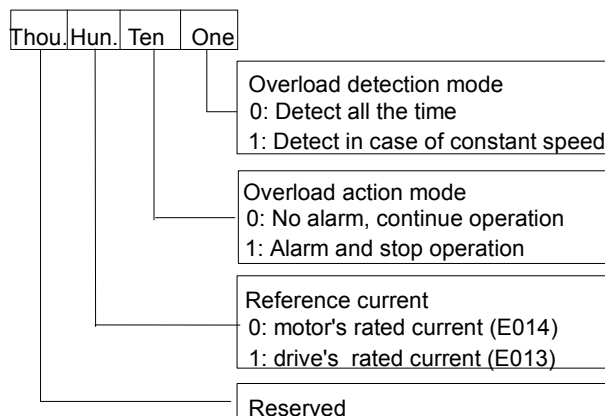 Thou. Hun. Ten One
Overload detection mode
0: Detect all the time
1: Detect in case of constant speed
Overload action mode
0: No alarm, continue operation
1: Alarm and stop operation
Reference current
0: motor's rated current (E014)
1: drive's rated current (E013)
Reserved